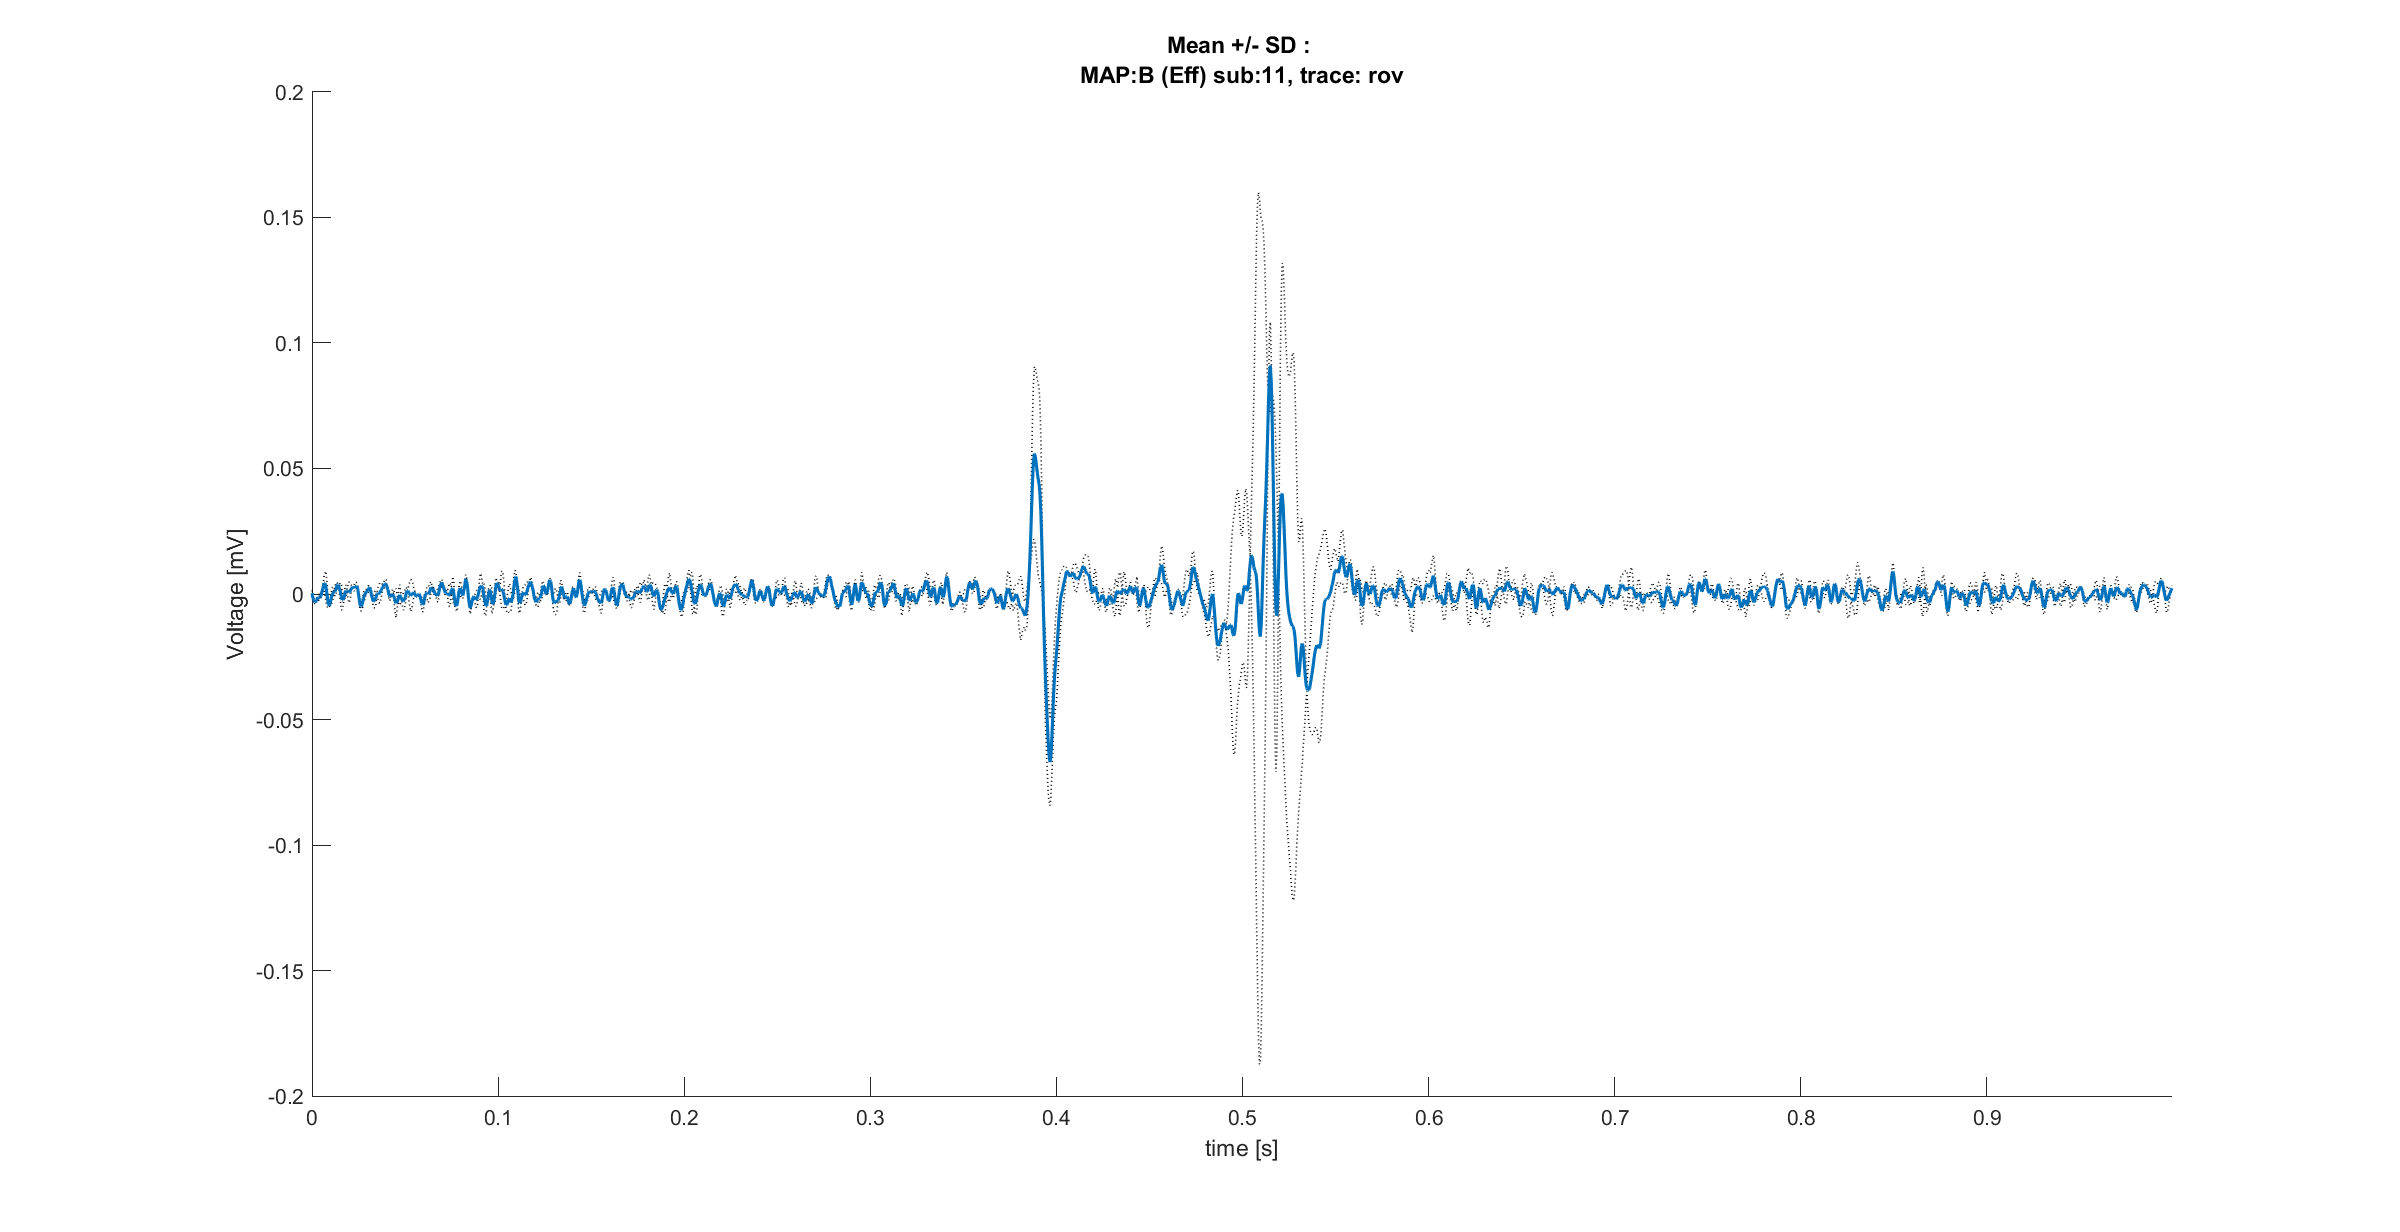 Mean +/- SD :
MAP:B (Eff) sub:11, trace: rov
0.2
0.15
0.1
0.05
0
-0.05
-0.1
-0.15
-0.2
Voltage [mV]
0 0.1 0.2 0.3 0.4 0.5 0.6 0.7 0.8 0.9
time [s]